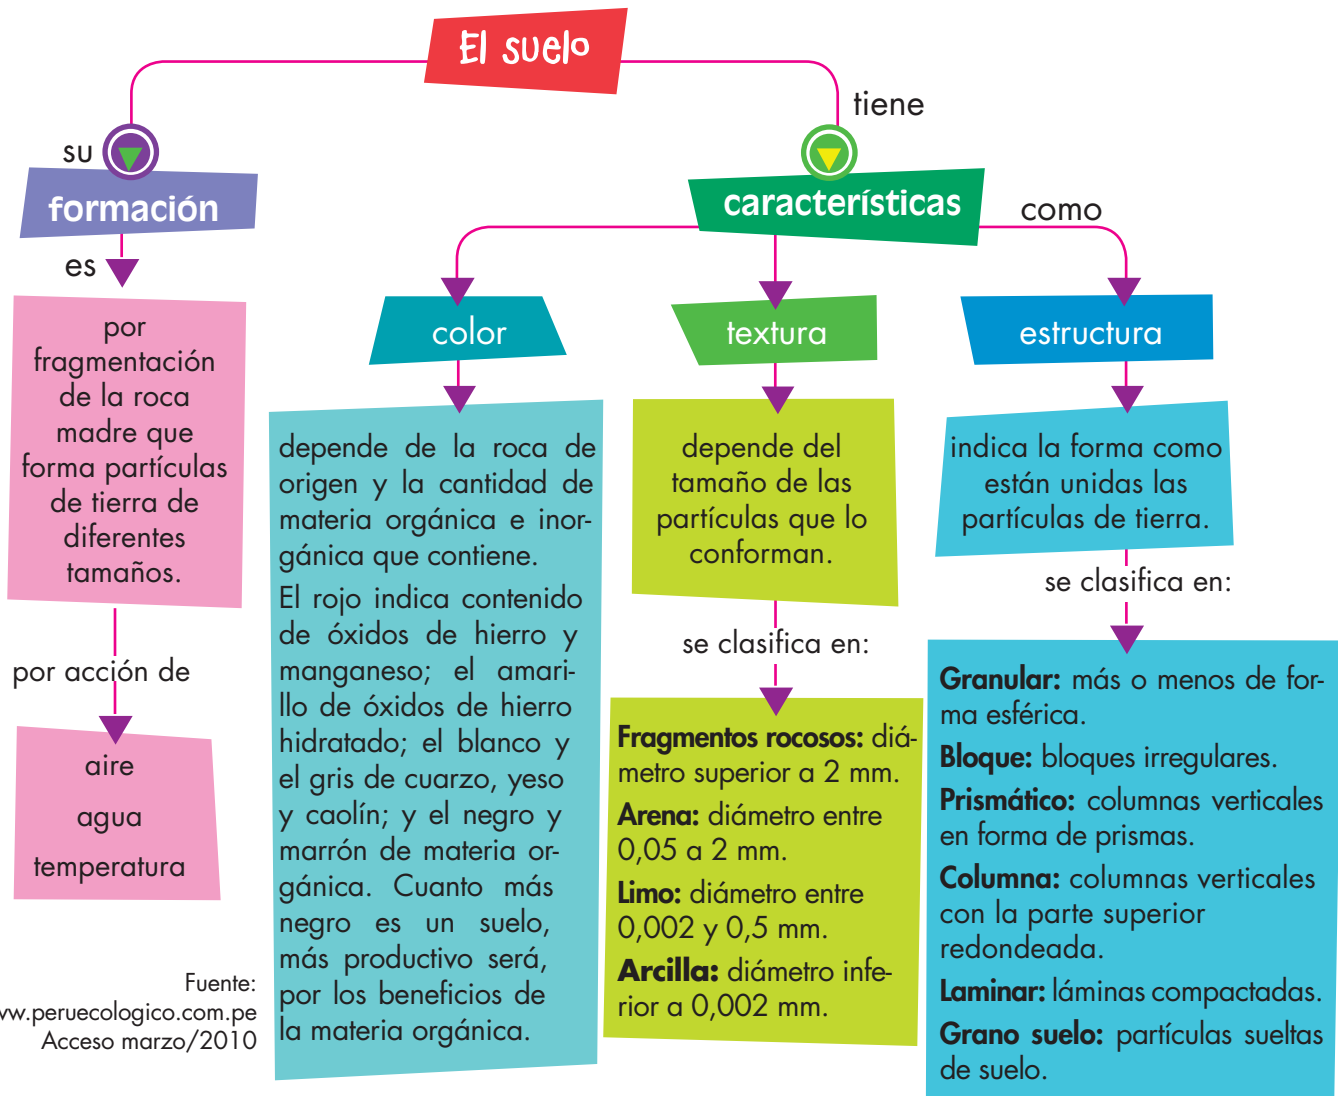 El suelo
su
formación
es
por
fragmentación
de la roca
madre que
forma partículas
de tierra de
diferentes
tamaños.
por acción de
aire
agua
temperatura
tiene
características
como
color
depende de la roca de
origen y la cantidad de
materia orgánica e inor-
gánica que contiene.
El rojo indica contenido
de óxidos de hierro y
manganeso; el amari-
llo de óxidos de hierro
hidratado; el blanco y
el gris de cuarzo, yeso
y caolín; y el negro y
marrón de materia or-
gánica. Cuanto más
negro es un suelo,
más productivo será,
por los beneficios de
la materia orgánica.
textura
depende del
tamaño de las
partículas que lo
conforman.
se clasifica en:
Fragmentos rocosos: diá-
metro superior a 2 mm.
Arena: diámetro entre
0,05 a 2 mm.
Limo: diámetro entre
0,002 y 0,5 mm.
Arcilla: diámetro infe-
rior a 0,002 mm.
estructura
indica la forma como
están unidas las
partículas de tierra.
se clasifica en:
Granular: más o menos de for-
ma esférica.
Bloque: bloques irregulares.
Prismático: columnas verticales
en forma de prismas.
Columna: columnas verticales
con la parte superior
redondeada.
Laminar: láminas compactadas.
Grano suelo: partículas sueltas
de suelo.
Fuente:
ww.peruecologico.com.pe
Acceso marzo/2010